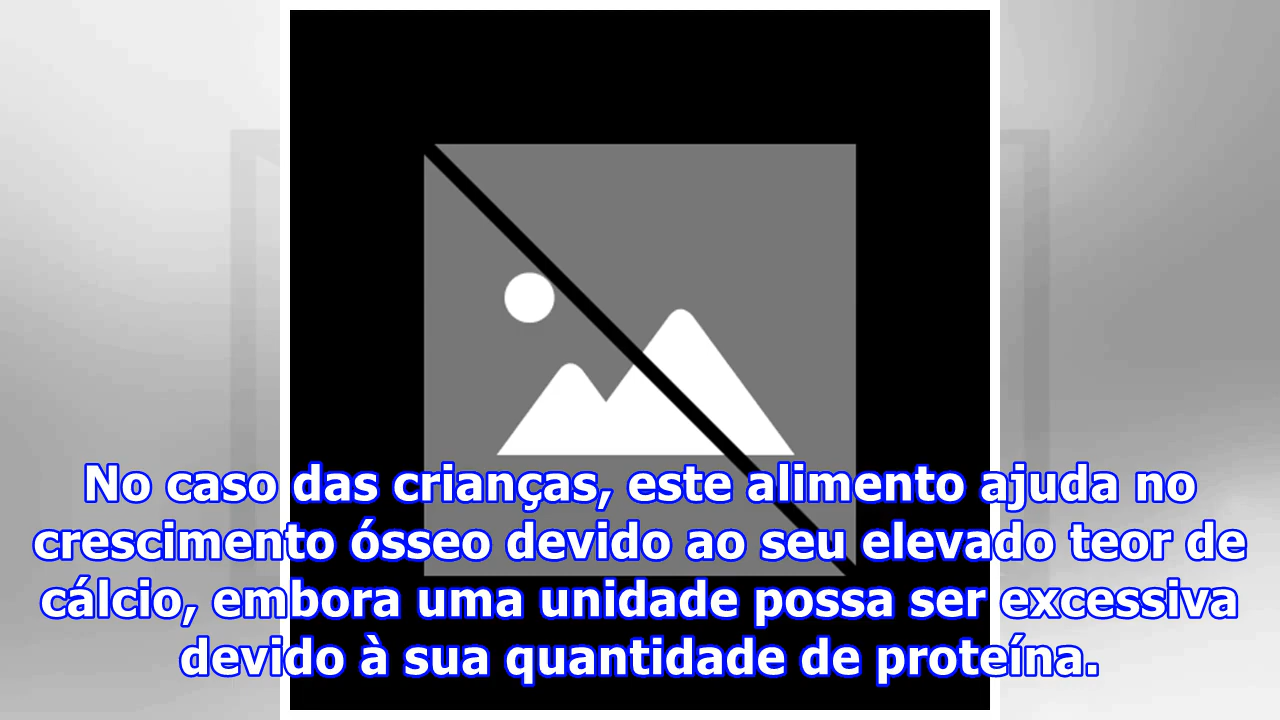 No caso das crianças, este alimento ajuda no
crescimento ósseo devido ao seu elevado teor de
cálcio, embora uma unidade possa ser excessiva
devido à sua quantidade de proteína.